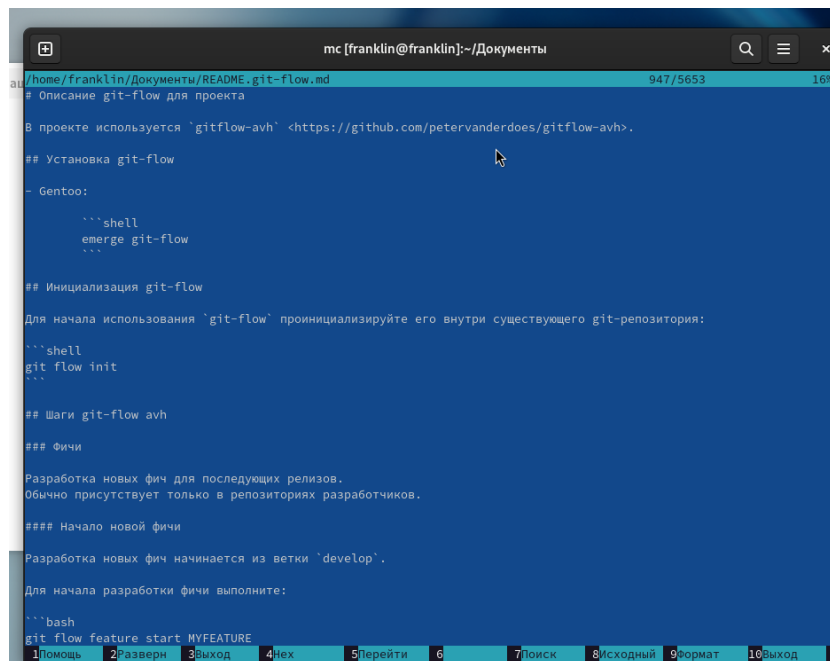 mc [franklin@franklin]:~/Документы
/home/franklin/Документы/README.git-flow.md 947/5653 16%
# Описание git-flow для проекта
В проекте используется `gitflow-avh` <https://github.com/petervanderdoes/gitflow-avh>.
## Установка git-flow
- Gentoo:
```shell
emerge git-flow
```
## Инициализация git-flow
Для начала использования `git-flow` проинициализируйте его внутри существующего git-репозитория:
```shell
git flow init
```
## Шаги git-flow avh
### Фичи
Разработка новых фич для последующих релизов.
Обычно присутствует только в репозиториях разработчиков.
#### Начало новой фичи
Разработка новых фич начинается из ветки `develop`.
Для начала разработки фичи выполните:
```bash
git flow feature start MYFEATURE
1Помощь 2Разверн 3Выход 4Hex 5Перейти 6 7Поиск 8Исходный 9Формат 10Выход